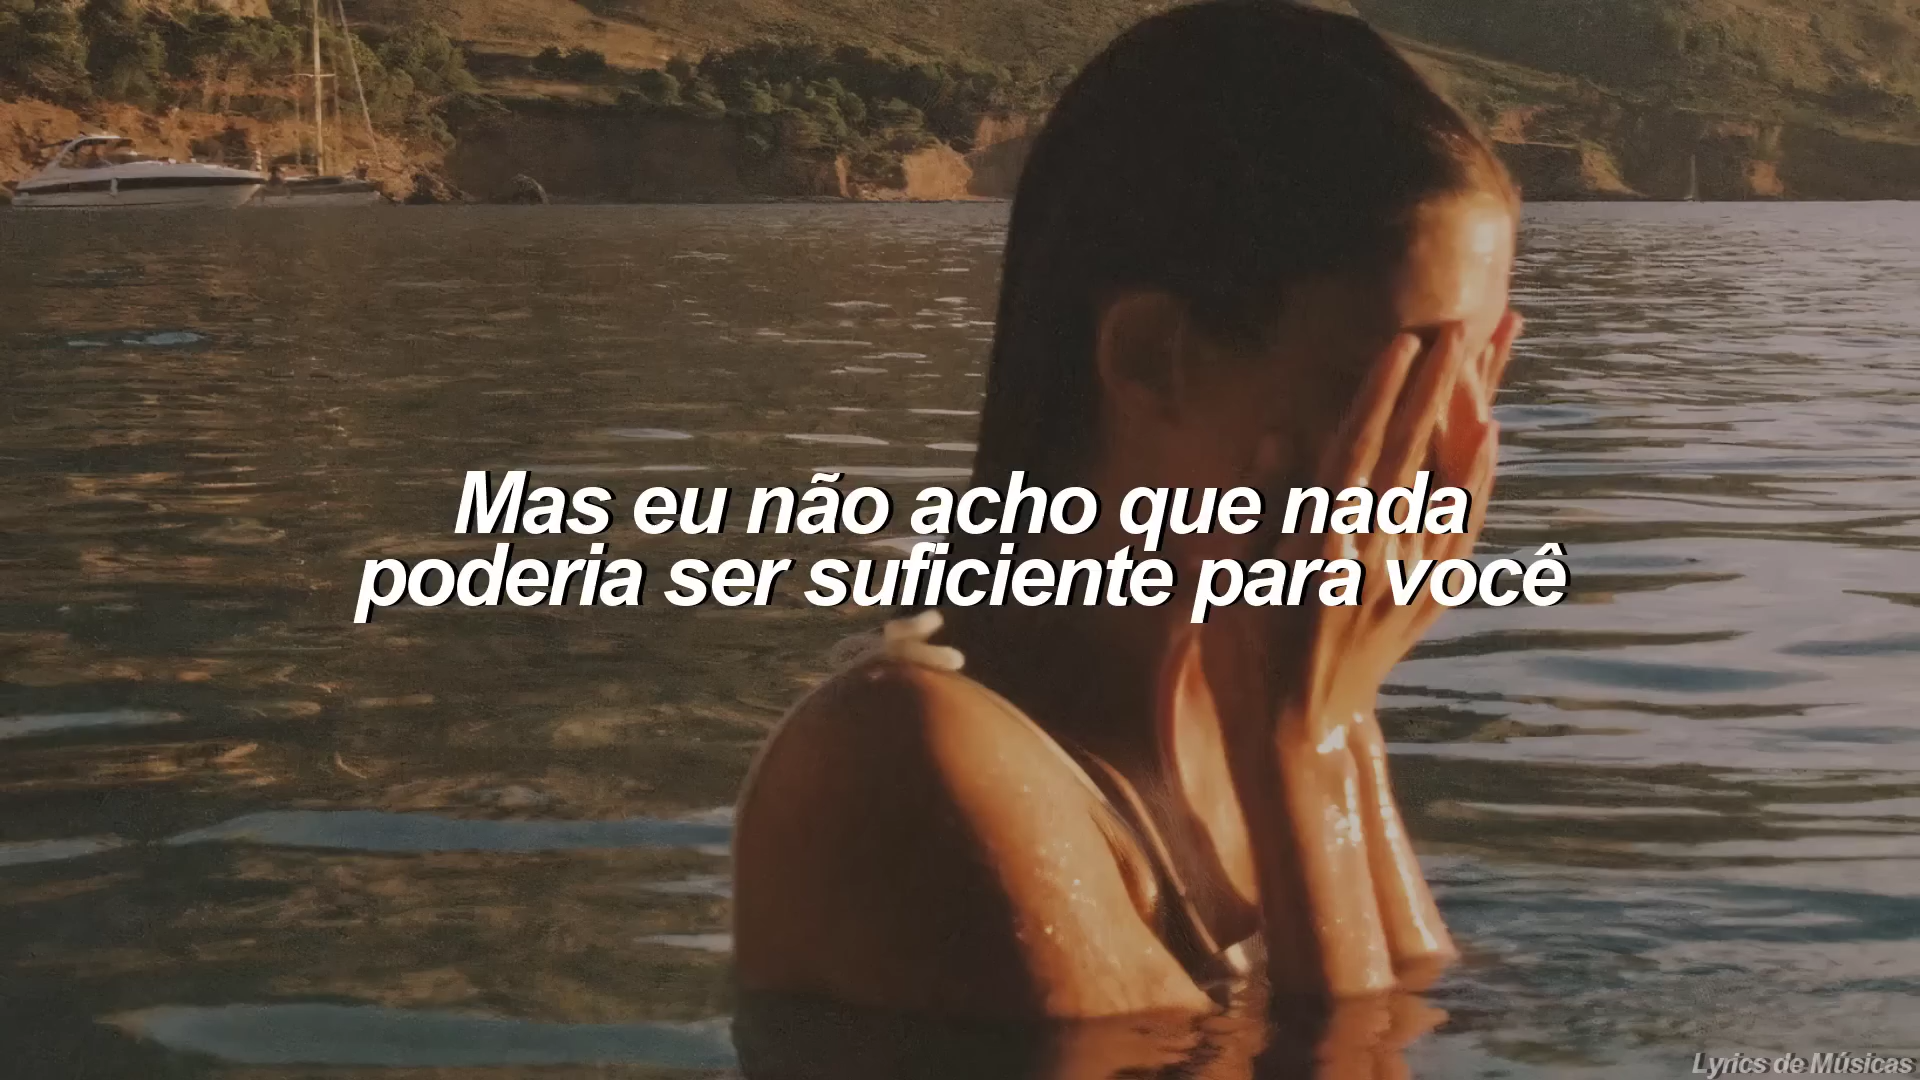 Mas eu não acho que nada
poderia ser suficiente para você
Lyrics de Músicas